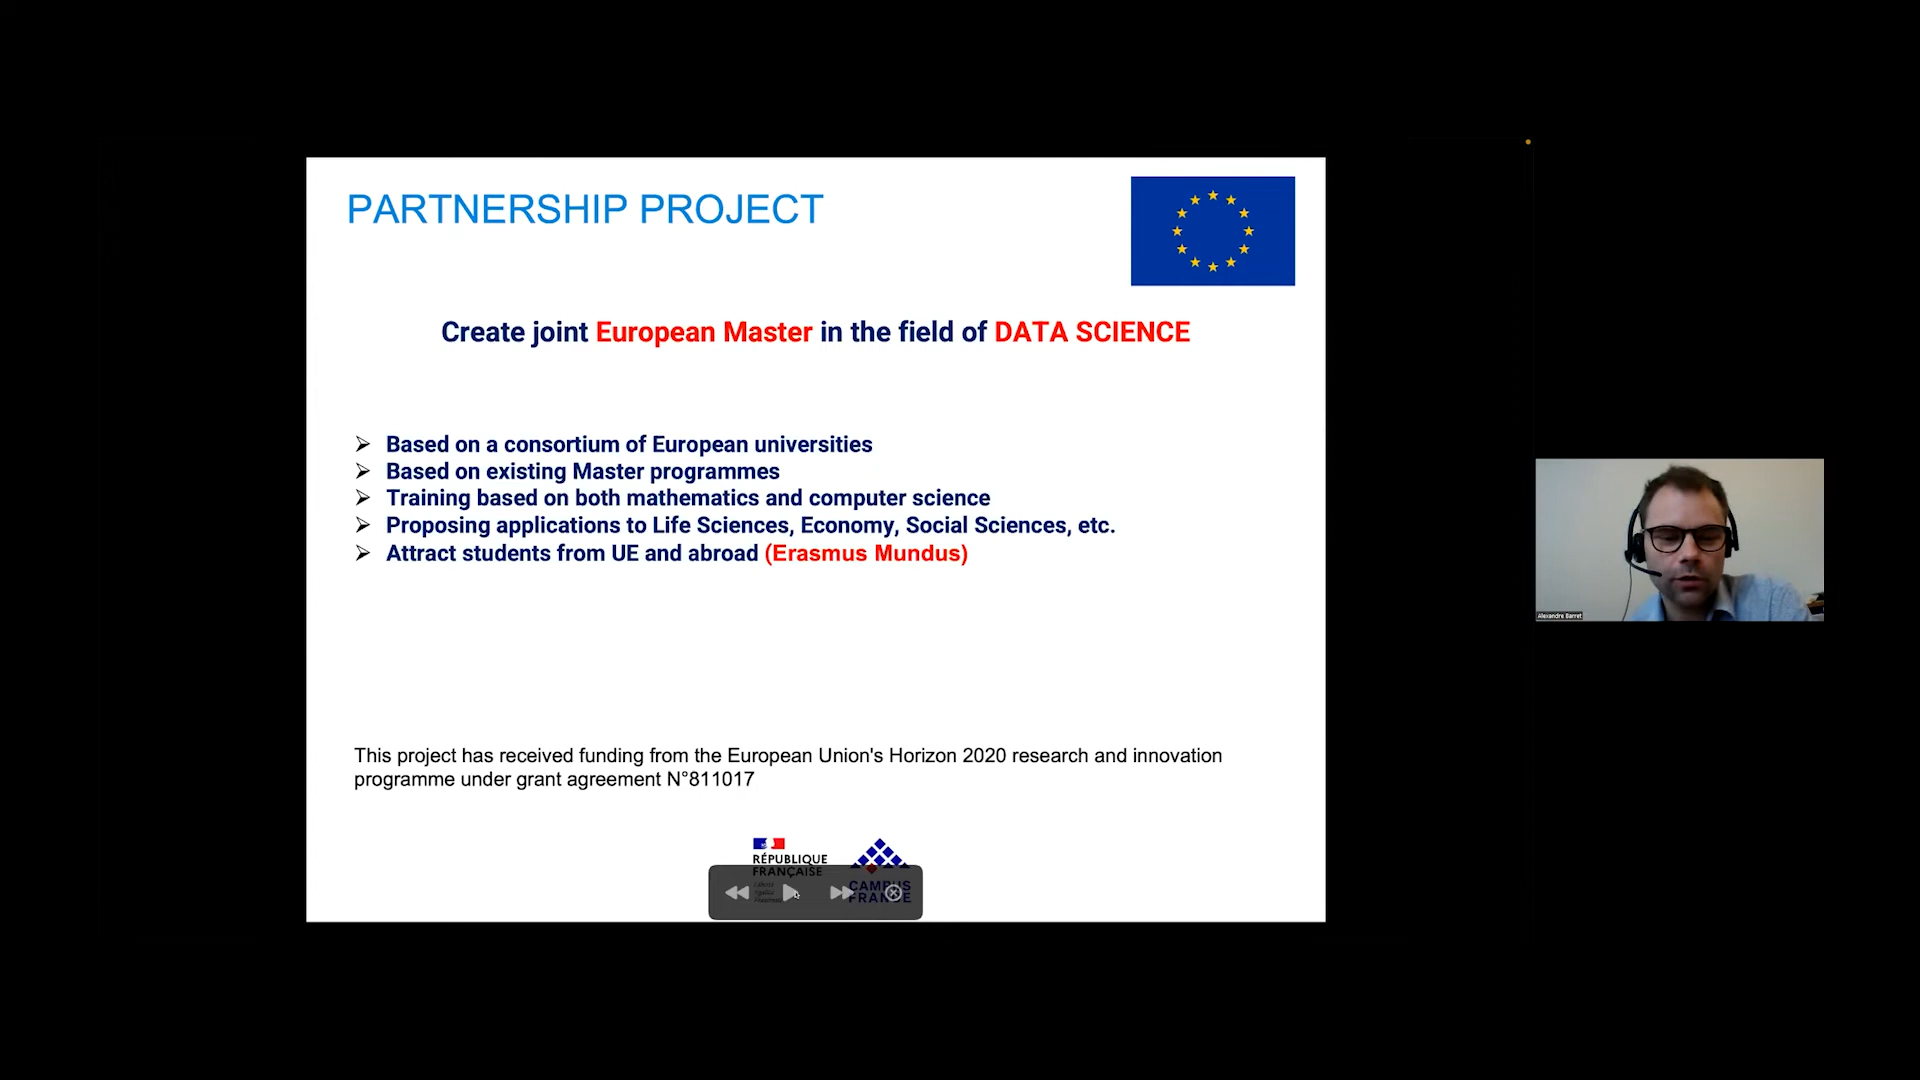 PARTNERSHIP PROJECT
Create joint European Master in the field of DATA SCIENCE
Based on a consortium of European universities
Based on existing Master programmes
Training based on both mathematics and computer science
Proposing applications to Life Sciences, Economy, Social Sciences, etc.
Attract students from UE and abroad (Erasmus Mundus)
This project has received funding from the European Union's Horizon 2020 research and innovation
programme under grant agreement N°811017
RÉPUBLIQUE
FRANÇAISE
CAMPUS
FRANCE
Alexandre Barret